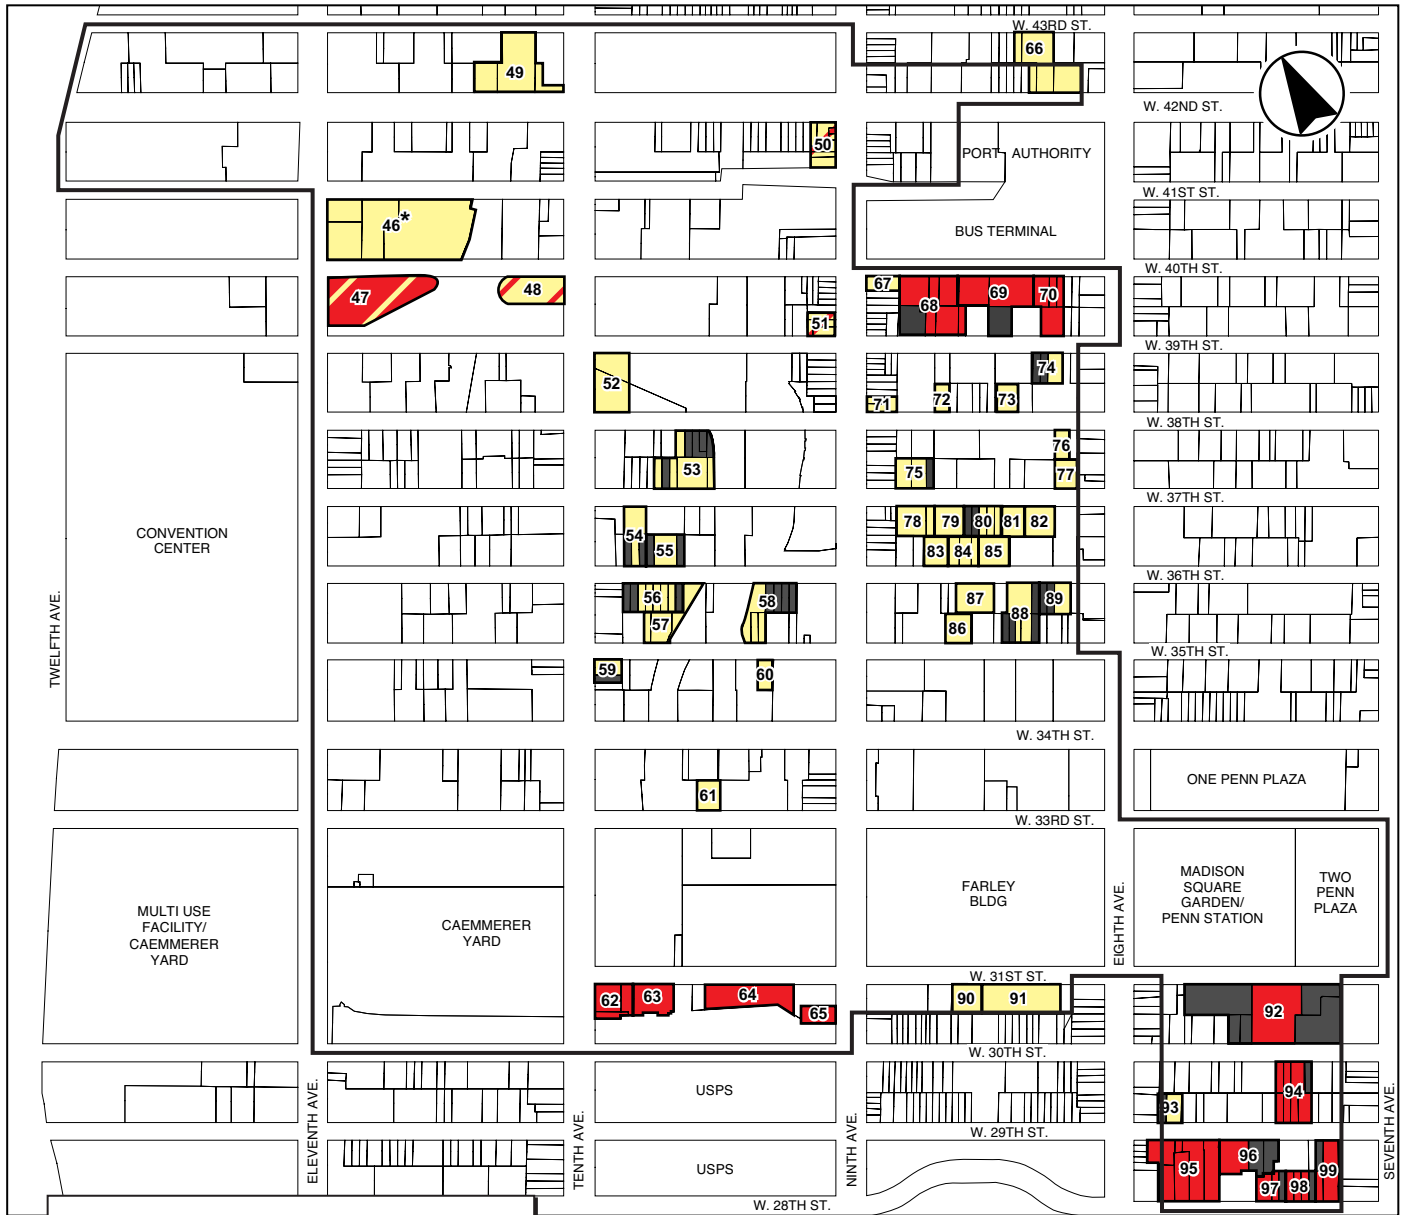 W. 43RD ST.
66
49
W. 42ND ST.
50
PORT AUTHORITY
W. 41ST ST.
46*
BUS TERMINAL
W. 40TH ST.
47
48
67
68
69
70
51
W. 39TH ST.
52
74
71
72
73
W. 38TH ST.
53
75
76
77
W. 37TH ST.
CONVENTION
CENTER
54
55
78
79
80
81
82
83
84
85
W. 36TH ST.
56
57
58
87
88
89
86
TWELFTH AVE.
W. 35TH ST.
59
60
W. 34TH ST.
61
ONE PENN PLAZA
W. 33RD ST.
MULTI USE
FACILITY/
CAEMMERER
YARD
CAEMMERER
YARD
FARLEY
BLDG
EIGHTH AVE.
MADISON
SQUARE
GARDEN/
PENN STATION
TWO
PENN
PLAZA
W. 31ST ST.
62
63
64
65
90
91
92
W. 30TH ST.
USPS
93
94
W. 29TH ST.
ELEVENTH AVE.
TENTH AVE.
USPS
NINTH AVE.
95
96
97
98
99
SEVENTH AVE.
W. 28TH ST.